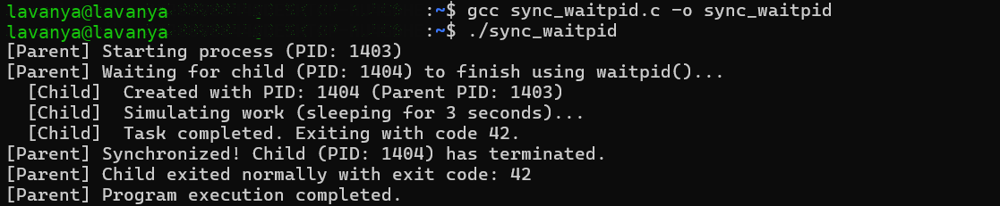 lavanya@lavanya :~$ gcc sync_waitpid.c -o sync_waitpid
lavanya@lavanya :~$ ./sync_waitpid
[Parent] Starting process (PID: 1403)
[Parent] Waiting for child (PID: 1404) to finish using waitpid()...
  [Child]  Created with PID: 1404 (Parent PID: 1403)
  [Child]  Simulating work (sleeping for 3 seconds)...
  [Child]  Task completed. Exiting with code 42.
[Parent] Synchronized! Child (PID: 1404) has terminated.
[Parent] Child exited normally with exit code: 42
[Parent] Program execution completed.